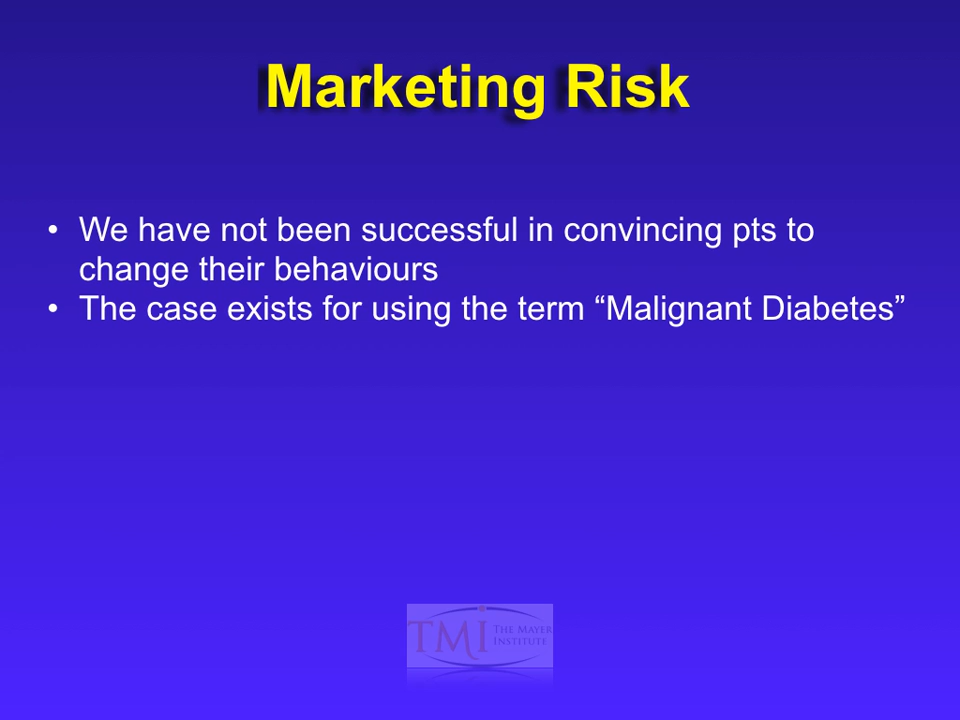 Marketing Risk
• We have not been successful in convincing pts to
change their behaviours
• The case exists for using the term “Malignant Diabetes”
TMI THE MAYER
INSTITUTE